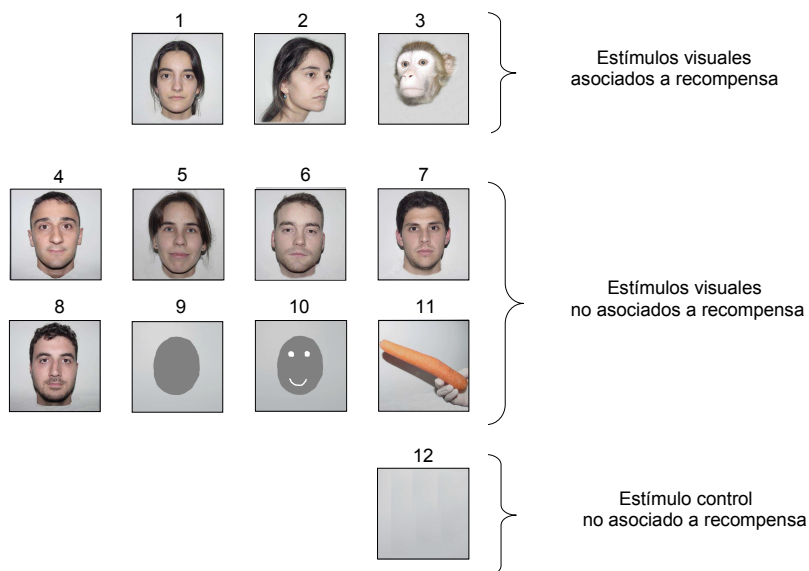 1 2 3
Estímulos visuales
asociados a recompensa
4 5 6 7
Estímulos visuales
no asociados a recompensa
8 9 10 11
12
Estímulo control
no asociado a recompensa